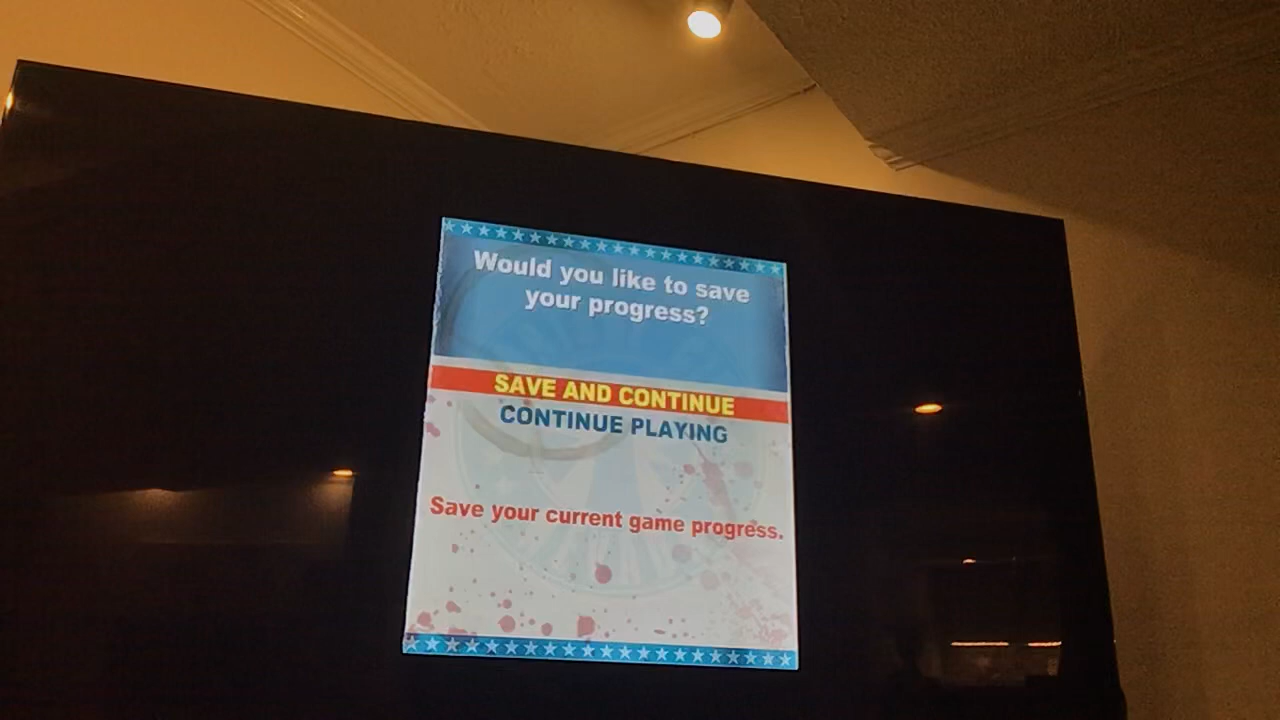 Would you like to save
your progress?
SAVE AND CONTINUE
CONTINUE PLAYING
Save your current game progress.